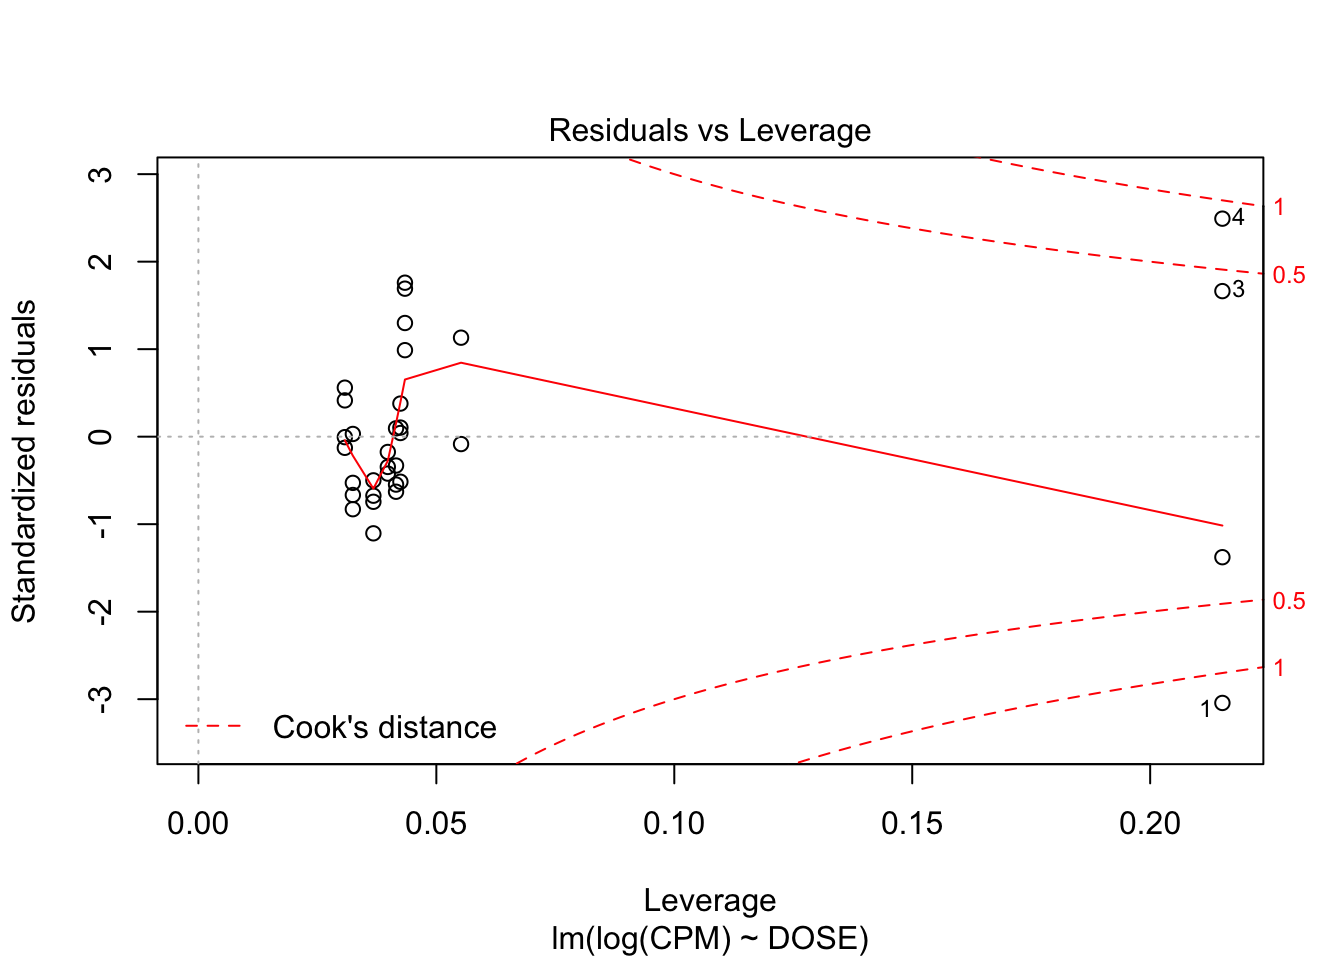 Residuals vs Leverage
Standardized residuals
3
2
1
0
-1
-2
-3
1
4
0.5
3
0.5
1
1
Cook's distance
0.00 0.05 0.10 0.15 0.20
Leverage
lm(log(CPM) ~ DOSE)